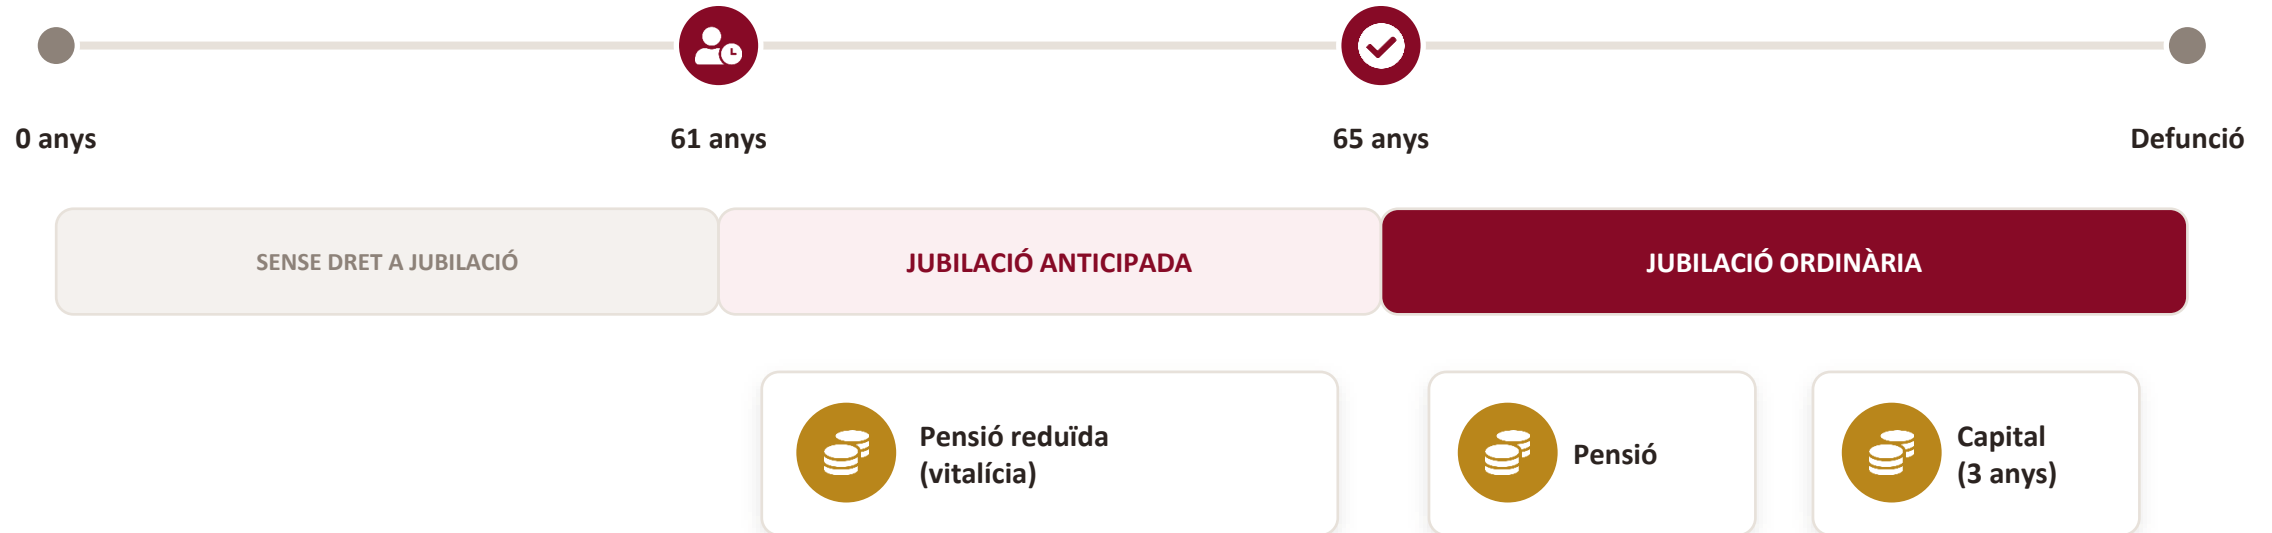 0 anys
61 anys
65 anys
Defunció
SENSE DRET A JUBILACIÓ
JUBILACIÓ ANTICIPADA
JUBILACIÓ ORDINÀRIA
Pensió reduïda
(vitalícia)
Pensió
Capital
(3 anys)